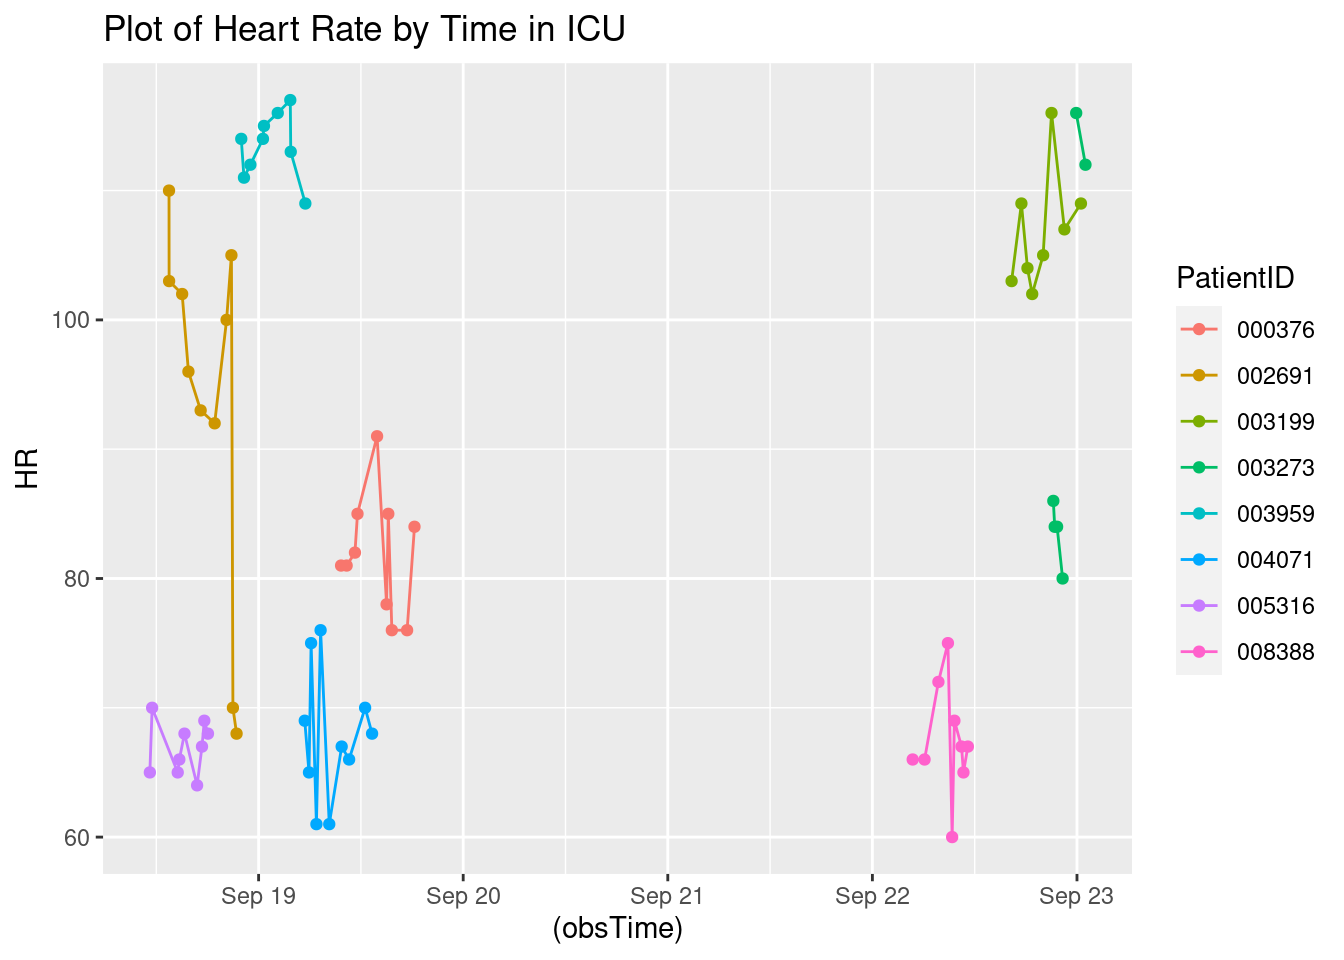 Plot of Heart Rate by Time in ICU
HR
100
80
60
Sep 19
Sep 20
Sep 21
Sep 22
Sep 23
(obsTime)
PatientID
000376
002691
003199
003273
003959
004071
005316
008388